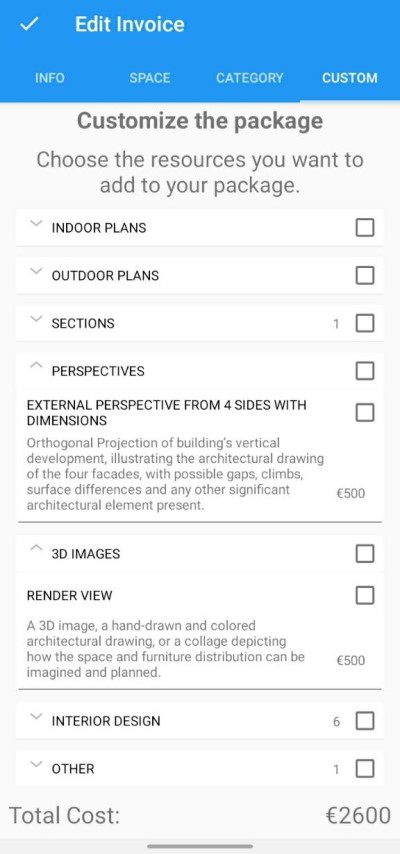 Edit Invoice
INFO SPACE CATEGORY CUSTOM
Customize the package
Choose the resources you want to
add to your package.
INDOOR PLANS
OUTDOOR PLANS
SECTIONS 1
PERSPECTIVES
EXTERNAL PERSPECTIVE FROM 4 SIDES WITH
DIMENSIONS
Orthogonal Projection of building's vertical
development, illustrating the architectural drawing
of the four facades, with possible gaps, climbs,
surface differences and any other significant
architectural element present.
€500
3D IMAGES
RENDER VIEW
A 3D image, a hand-drawn and colored
architectural drawing, or a collage depicting
how the space and furniture distribution can be
imagined and planned.
€500
INTERIOR DESIGN 6
OTHER 1
Total Cost: €2600